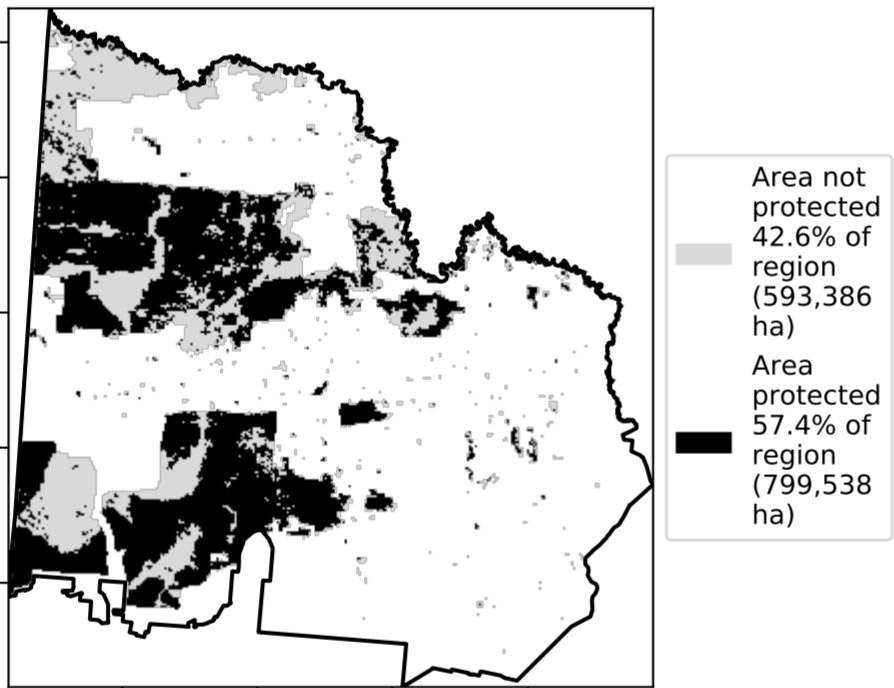 Area not
protected
42.6% of
region
(593,386
ha)
Area
protected
57.4% of
region
(799,538
ha)